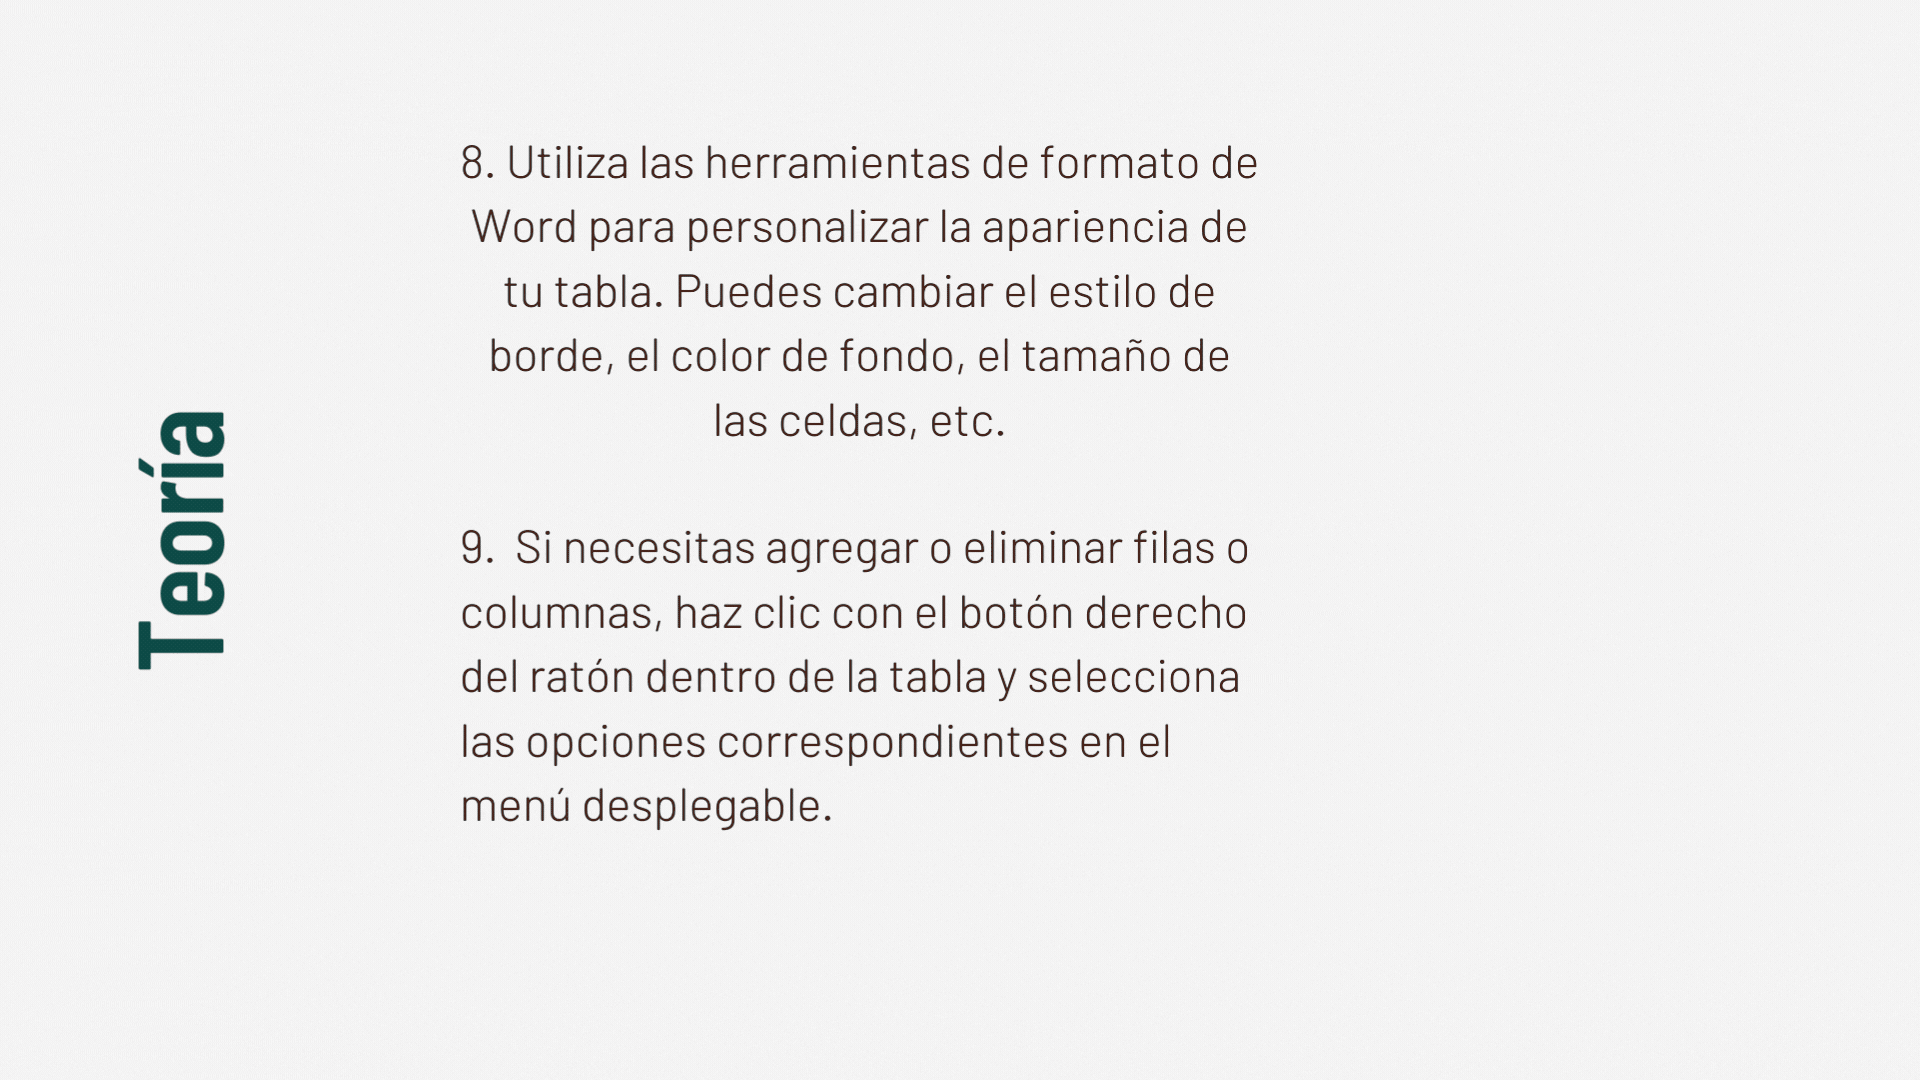 Teoría
8. Utiliza las herramientas de formato de
Word para personalizar la apariencia de
tu tabla. Puedes cambiar el estilo de
borde, el color de fondo, el tamaño de
las celdas, etc.
9.  Si necesitas agregar o eliminar filas o
columnas, haz clic con el botón derecho
del ratón dentro de la tabla y selecciona
las opciones correspondientes en el
menú desplegable.